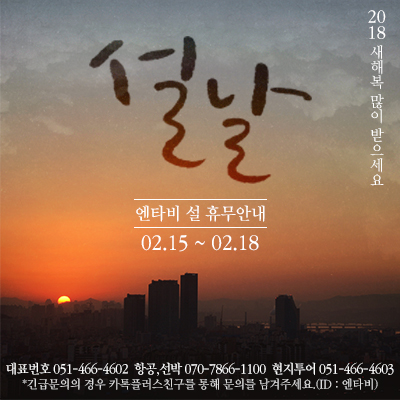 설날
2018 새해복 많이 받으세요
엔타비 설 휴무안내
02.15 ~ 02.18
대표번호 051-466-4602 항공,선박 070-7866-1100 현지투어 051-466-4603
*긴급문의의 경우 카톡플러스친구를 통해 문의를 남겨주세요.(ID : 엔타비)